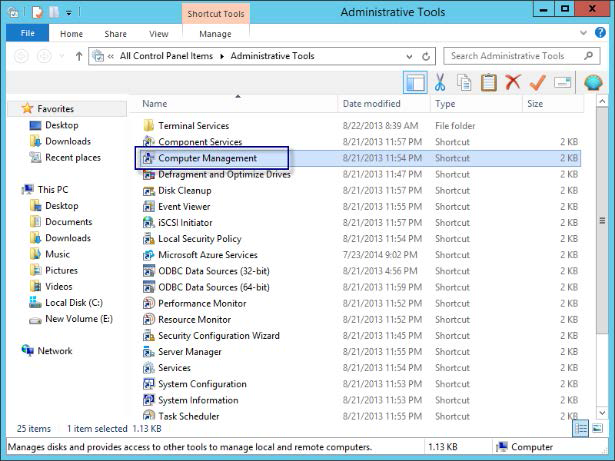 Shortcut Tools
Administrative Tools
File Home Share View Manage
« All Control Panel Items Administrative Tools
Search Administrative Tools
Name Date modified Type Size
Favorites
Desktop
Downloads
Recent places
This PC
Desktop
Documents
Downloads
Music
Pictures
Videos
Local Disk (C:)
New Volume (E:)
Network
Terminal Services 8/22/2013 8:39 AM File folder
Component Services 8/21/2013 11:57 PM Shortcut 2 KB
Computer Management 8/21/2013 11:54 PM Shortcut 2 KB
Defragment and Optimize Drives 8/21/2013 11:47 PM Shortcut 2 KB
Disk Cleanup 8/21/2013 11:57 PM Shortcut 2 KB
Event Viewer 8/21/2013 11:55 PM Shortcut 2 KB
iSCSI Initiator 8/21/2013 11:57 PM Shortcut 2 KB
Local Security Policy 8/21/2013 11:54 PM Shortcut 2 KB
Microsoft Azure Services 7/23/2014 9:02 PM Shortcut 2 KB
ODBC Data Sources (32-bit) 8/21/2013 4:56 PM Shortcut 2 KB
ODBC Data Sources (64-bit) 8/21/2013 11:59 PM Shortcut 2 KB
Performance Monitor 8/21/2013 11:52 PM Shortcut 2 KB
Resource Monitor 8/21/2013 11:52 PM Shortcut 2 KB
Security Configuration Wizard 8/21/2013 11:45 PM Shortcut 2 KB
Server Manager 8/21/2013 11:55 PM Shortcut 2 KB
Services 8/21/2013 11:54 PM Shortcut 2 KB
System Configuration 8/21/2013 11:53 PM Shortcut 2 KB
System Information 8/21/2013 11:53 PM Shortcut 2 KB
Task Scheduler 8/21/2013 11:55 PM Shortcut 2 KB
25 items 1 item selected 1.13 KB
Manages disks and provides access to other tools to manage local and remote computers. 1.13 KB Computer